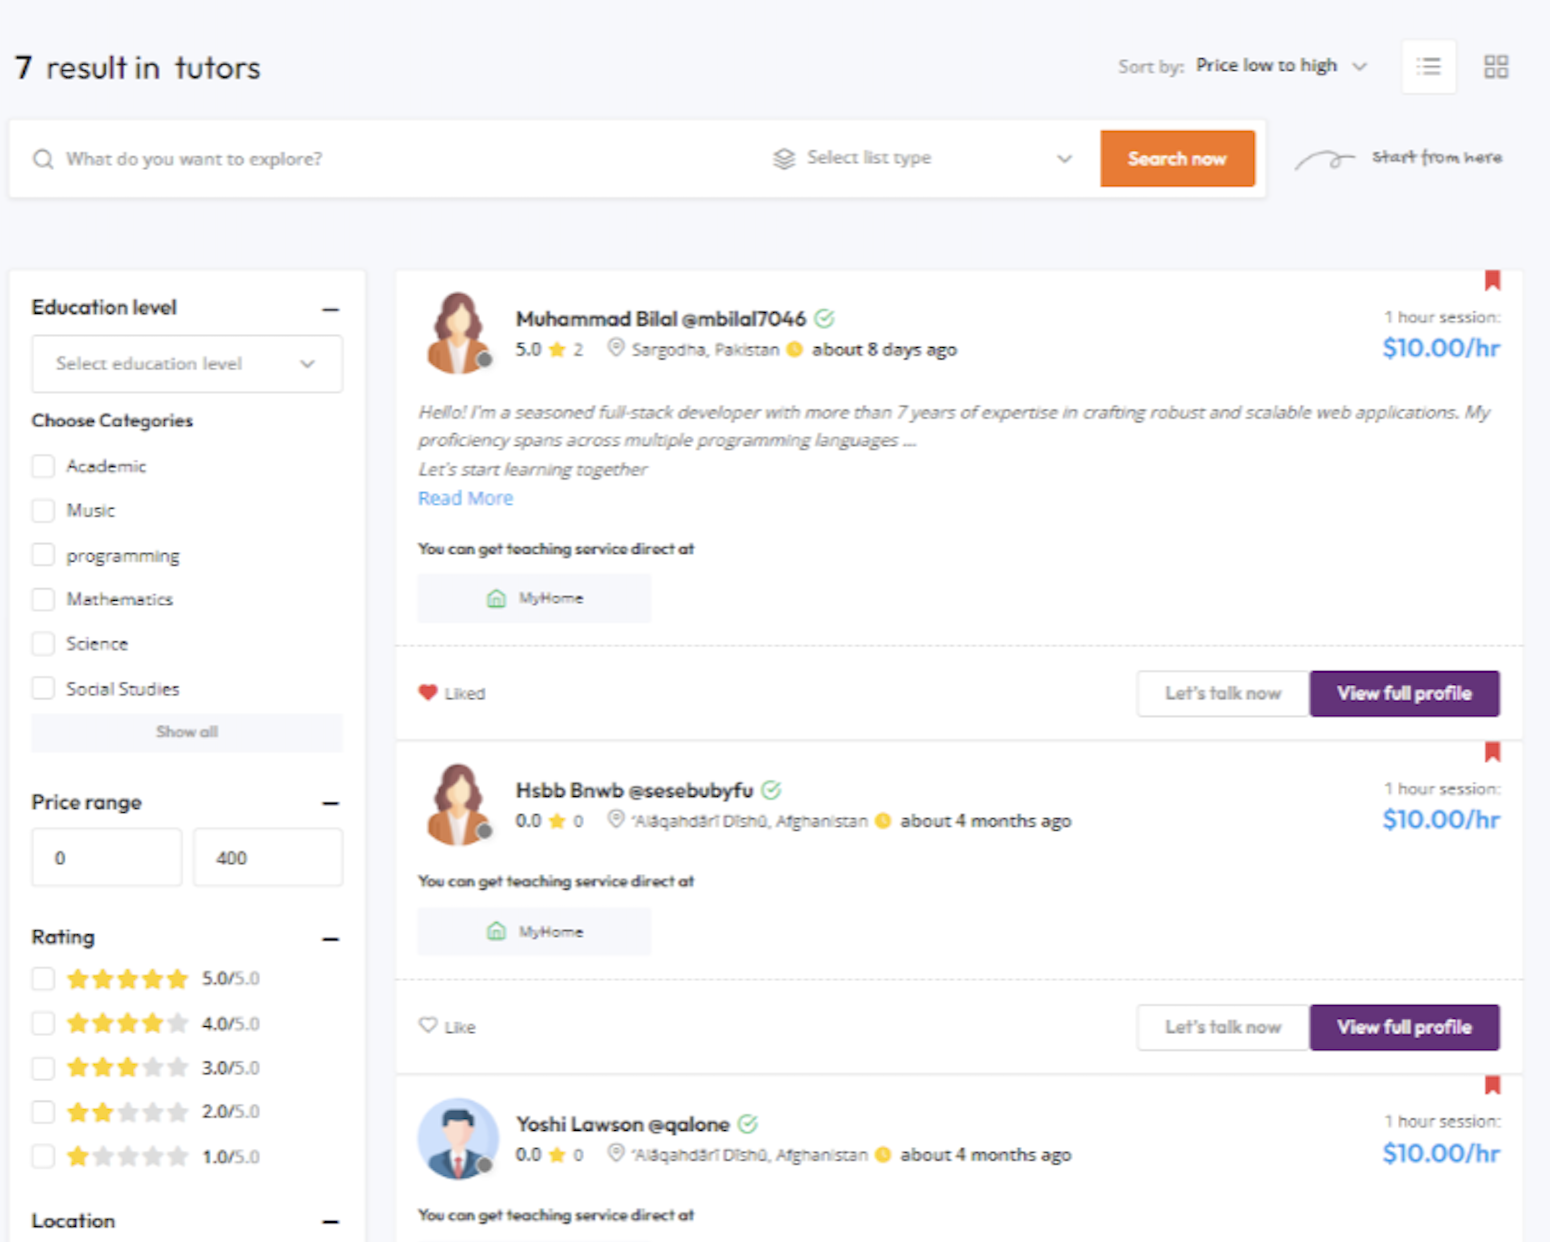 7 result in tutors
Sort by: Price low to high
What do you want to explore?
Select list type
Search now
Start from here
Education level
Select education level
Choose Categories
Academic
Music
programming
Mathematics
Science
Social Studies
Show all
Price range
0
400
Rating
5.0/5.0
4.0/5.0
3.0/5.0
2.0/5.0
1.0/5.0
Location
Muhammad Bilal @mbilal7046
1 hour session:
5.0 2 Sargodha, Pakistan about 8 days ago
$10.00/hr
Hello! I'm a seasoned full-stack developer with more than 7 years of expertise in crafting robust and scalable web applications. My
proficiency spans across multiple programming languages ...
Let's start learning together
Read More
You can get teaching service direct at
MyHome
Liked
Let's talk now
View full profile
Hsbb Bnwb @sesebubyfu
1 hour session:
0.0 0 'Alāqahdārī Dīshū, Afghanistan about 4 months ago
$10.00/hr
You can get teaching service direct at
MyHome
Like
Let's talk now
View full profile
Yoshi Lawson @qalone
1 hour session:
0.0 0 'Alāqahdārī Dīshū, Afghanistan about 4 months ago
$10.00/hr
You can get teaching service direct at